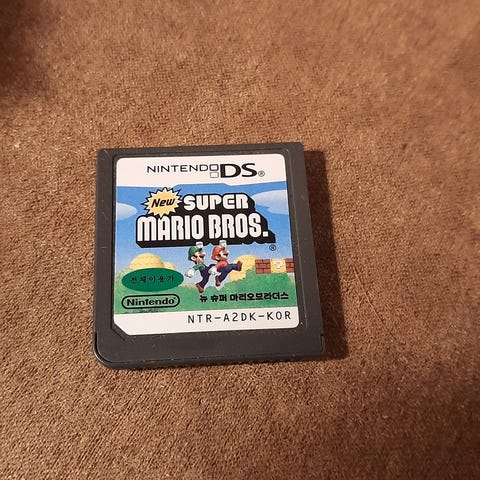 NINTENDO DS®
New SUPER
MARIO BROS.®
전체이용가
Nintendo®
뉴 슈퍼 마리오브라더스
NTR-A2DK-KOR